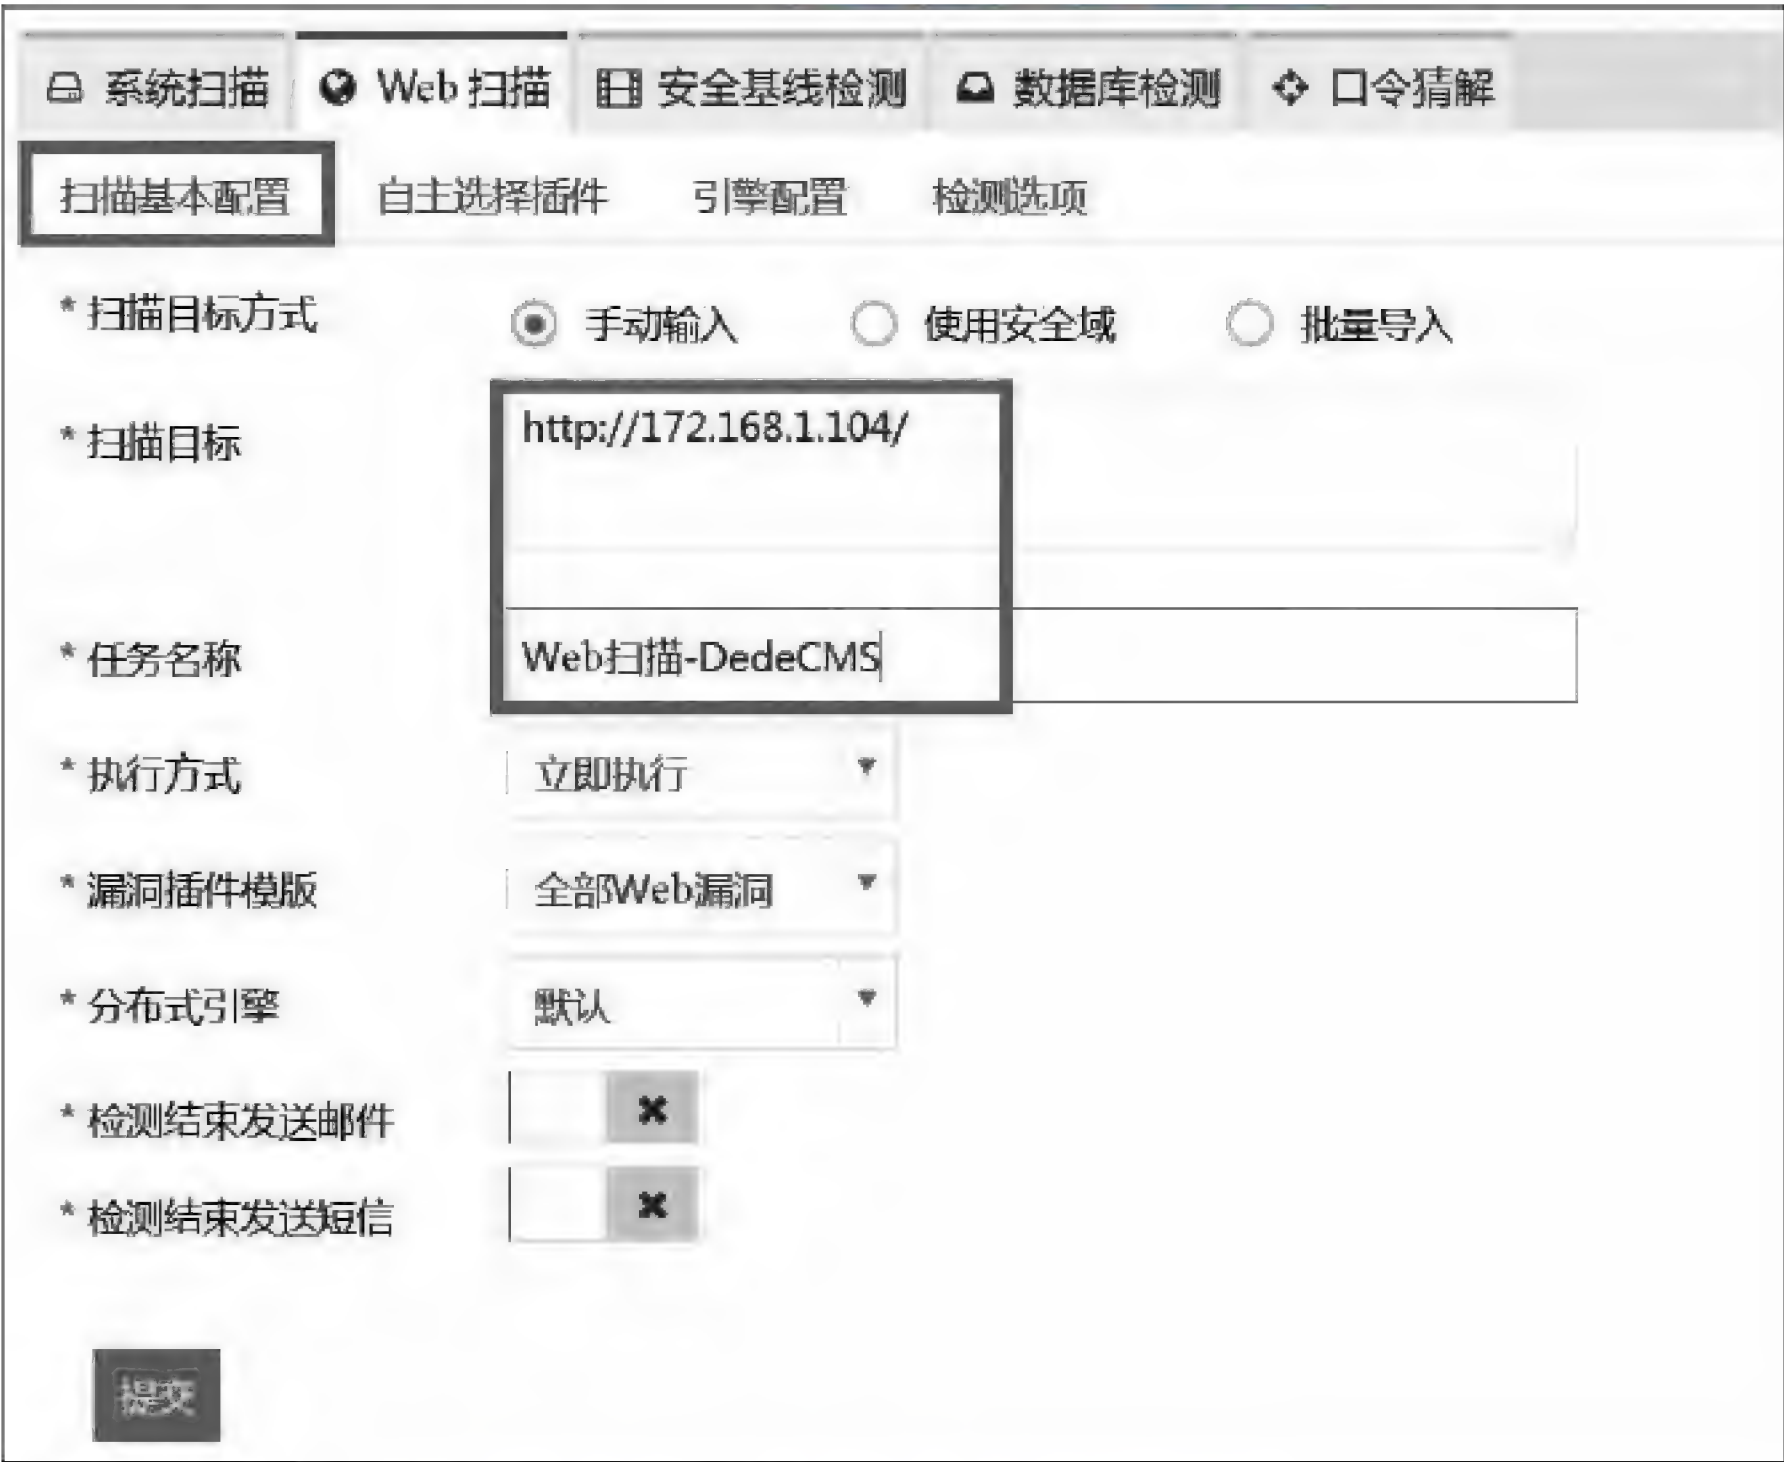 系统扫描 Web 扫描 安全基线检测 数据库检测 口令猜解
扫描基本配置 自主选择插件 引擎配置 检测选项
* 扫描目标方式 手动输入 使用安全域 批量导入
* 扫描目标 http://172.168.1.104/
* 任务名称 Web扫描-DedeCMS
* 执行方式 立即执行
* 漏洞插件模版 全部Web漏洞
* 分布式引擎 默认
* 检测结束发送邮件
* 检测结束发送短信
提交